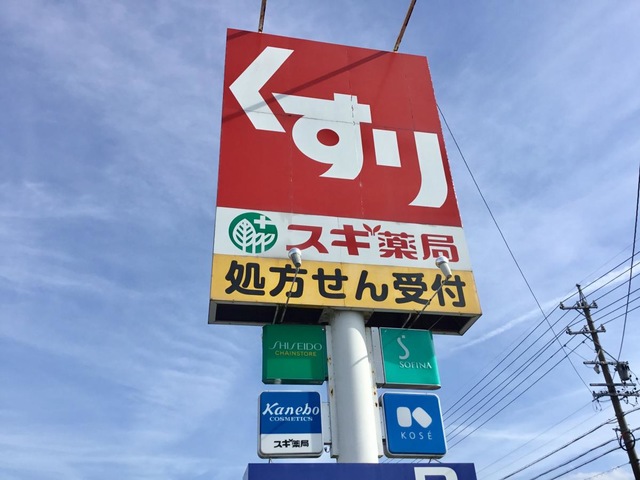 くすり
スギ薬局
処方せん受付
SHISEIDO
CHAINSTORE
SOFINA
Kanebo
COSMETICS
スギ薬局
KOSÉ
P